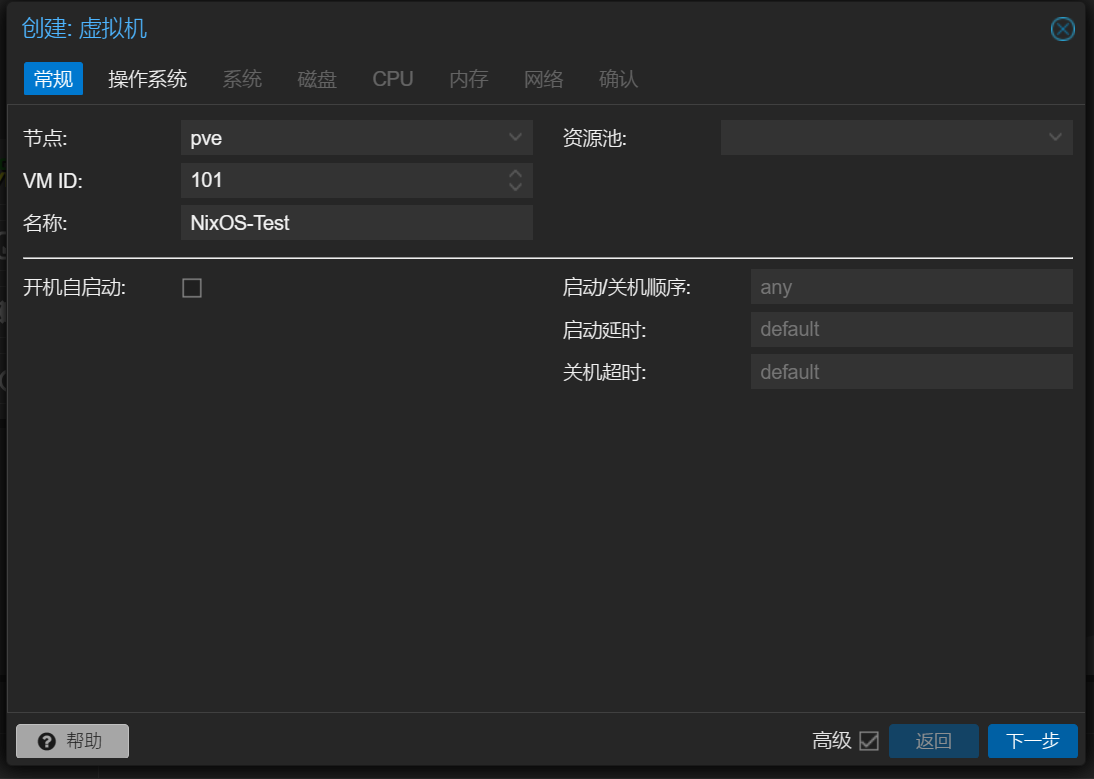 创建: 虚拟机
常规 操作系统 系统 磁盘 CPU 内存 网络 确认
节点: pve 资源池:
VM ID: 101
名称: NixOS-Test
开机自启动: 启动/关机顺序: any
启动延时: default
关机超时: default
帮助 高级 返回 下一步